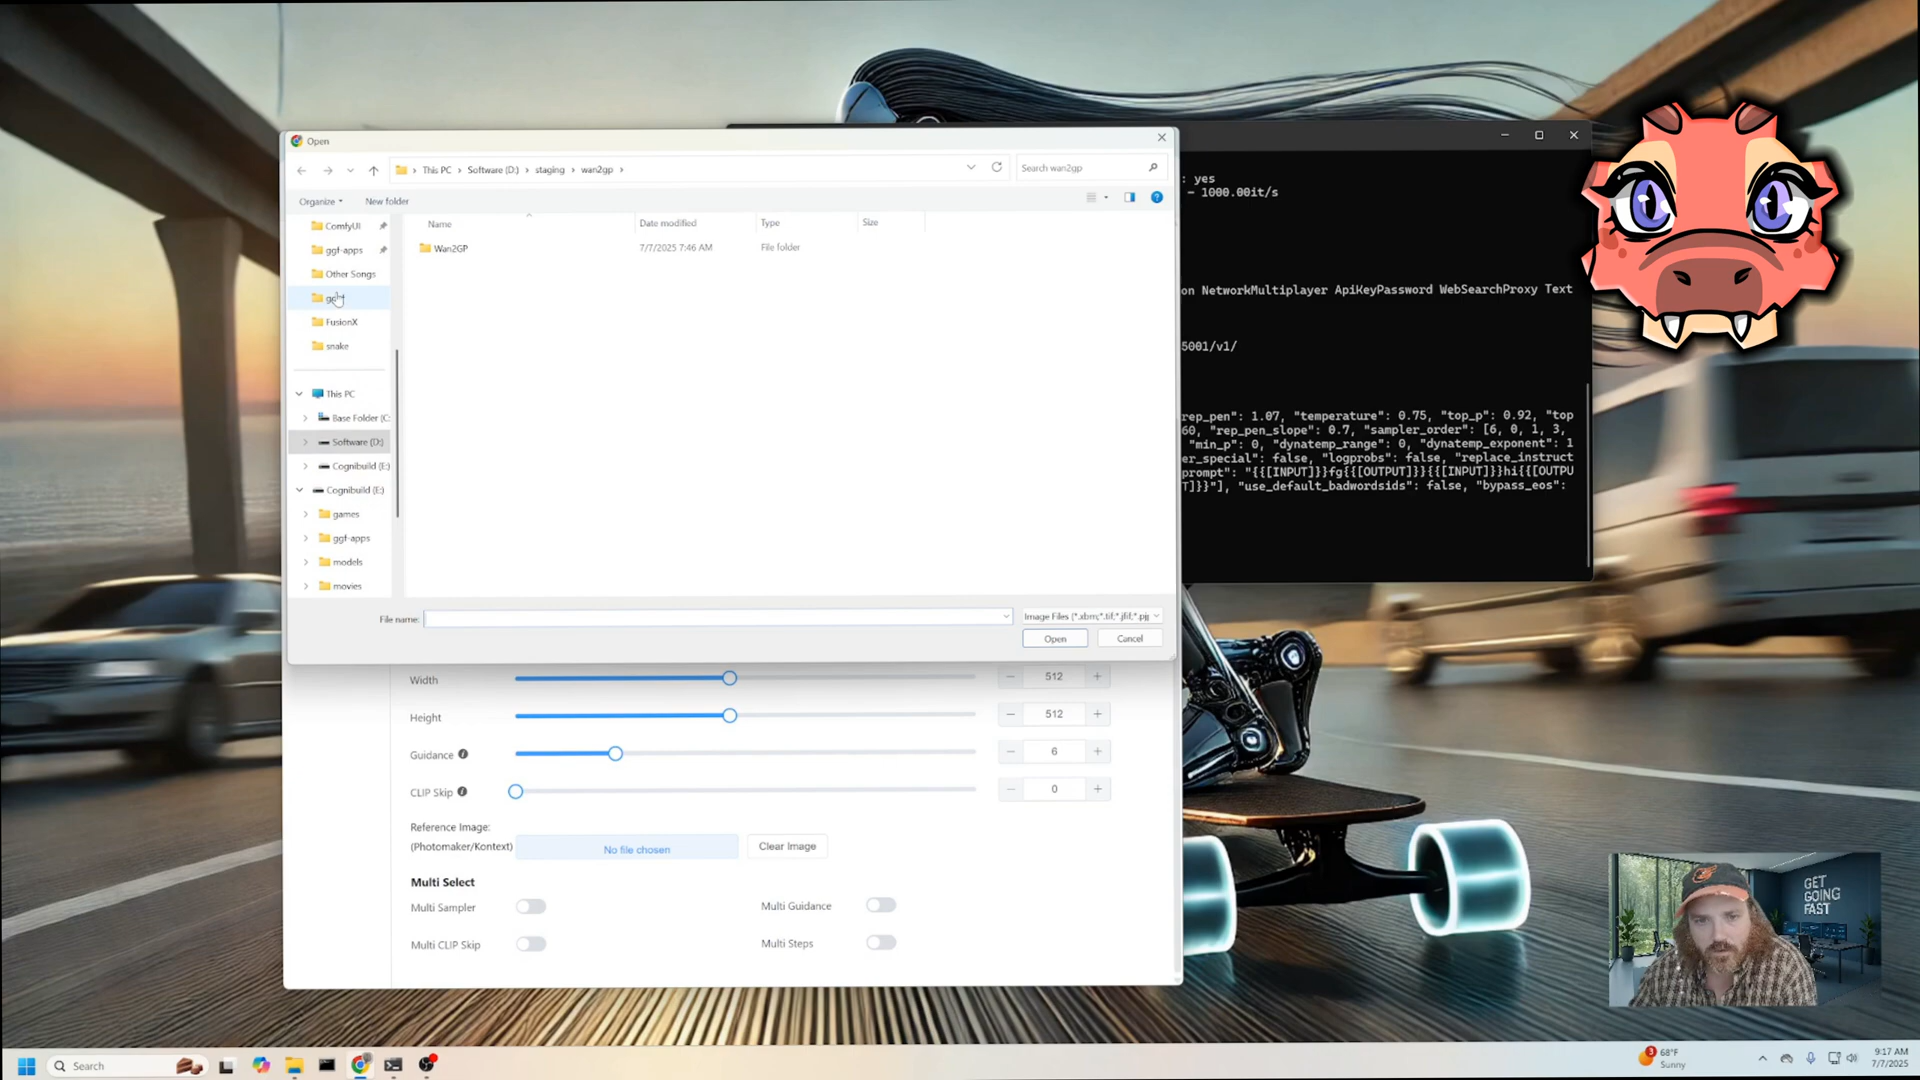 Open
This PC
Software (D:)
staging
wan2gp
Search wan2gp
Organize
New folder
Name
Date modified
Type
Size
ComfyUI
ggf-apps
Other Songs
FusionX
snake
Wan2GP
7/7/2025 7:46 AM
File folder
This PC
Base Folder (C:
Software (D:)
Cognibuild (E:)
Cognibuild (E:)
games
ggf-apps
models
movies
File name:
Image Files (*.xbm;*.tif;*.jfif;*.pjp
Open
Cancel
: yes
- 1000.00it/s
on NetworkMultiplayer ApiKeyPassword WebSearchProxy Text
5001/v1/
rep_pen": 1.07, "temperature": 0.75, "top_p": 0.92, "top
60, "rep_pen_slope": 0.7, "sampler_order": [6, 0, 1, 3,
"min_p": 0, "dynatemp_range": 0, "dynatemp_exponent": 1
er_special": false, "logprobs": false, "replace_instruct
prompt": "{{[INPUT]}}fg{{[OUTPUT]}}{{[INPUT]}}hi{{[OUTPU
T]}}"], "use_default_badwordsids": false, "bypass_eos":
Width
512
Height
512
Guidance
6
CLIP Skip
0
Reference Image:
(Photomaker/Kontext)
No file chosen
Clear Image
Multi Select
Multi Sampler
Multi Guidance
Multi CLIP Skip
Multi Steps
GET
GOING
FAST
Search
3
68°F
Sunny
9:17 AM
7/7/2025